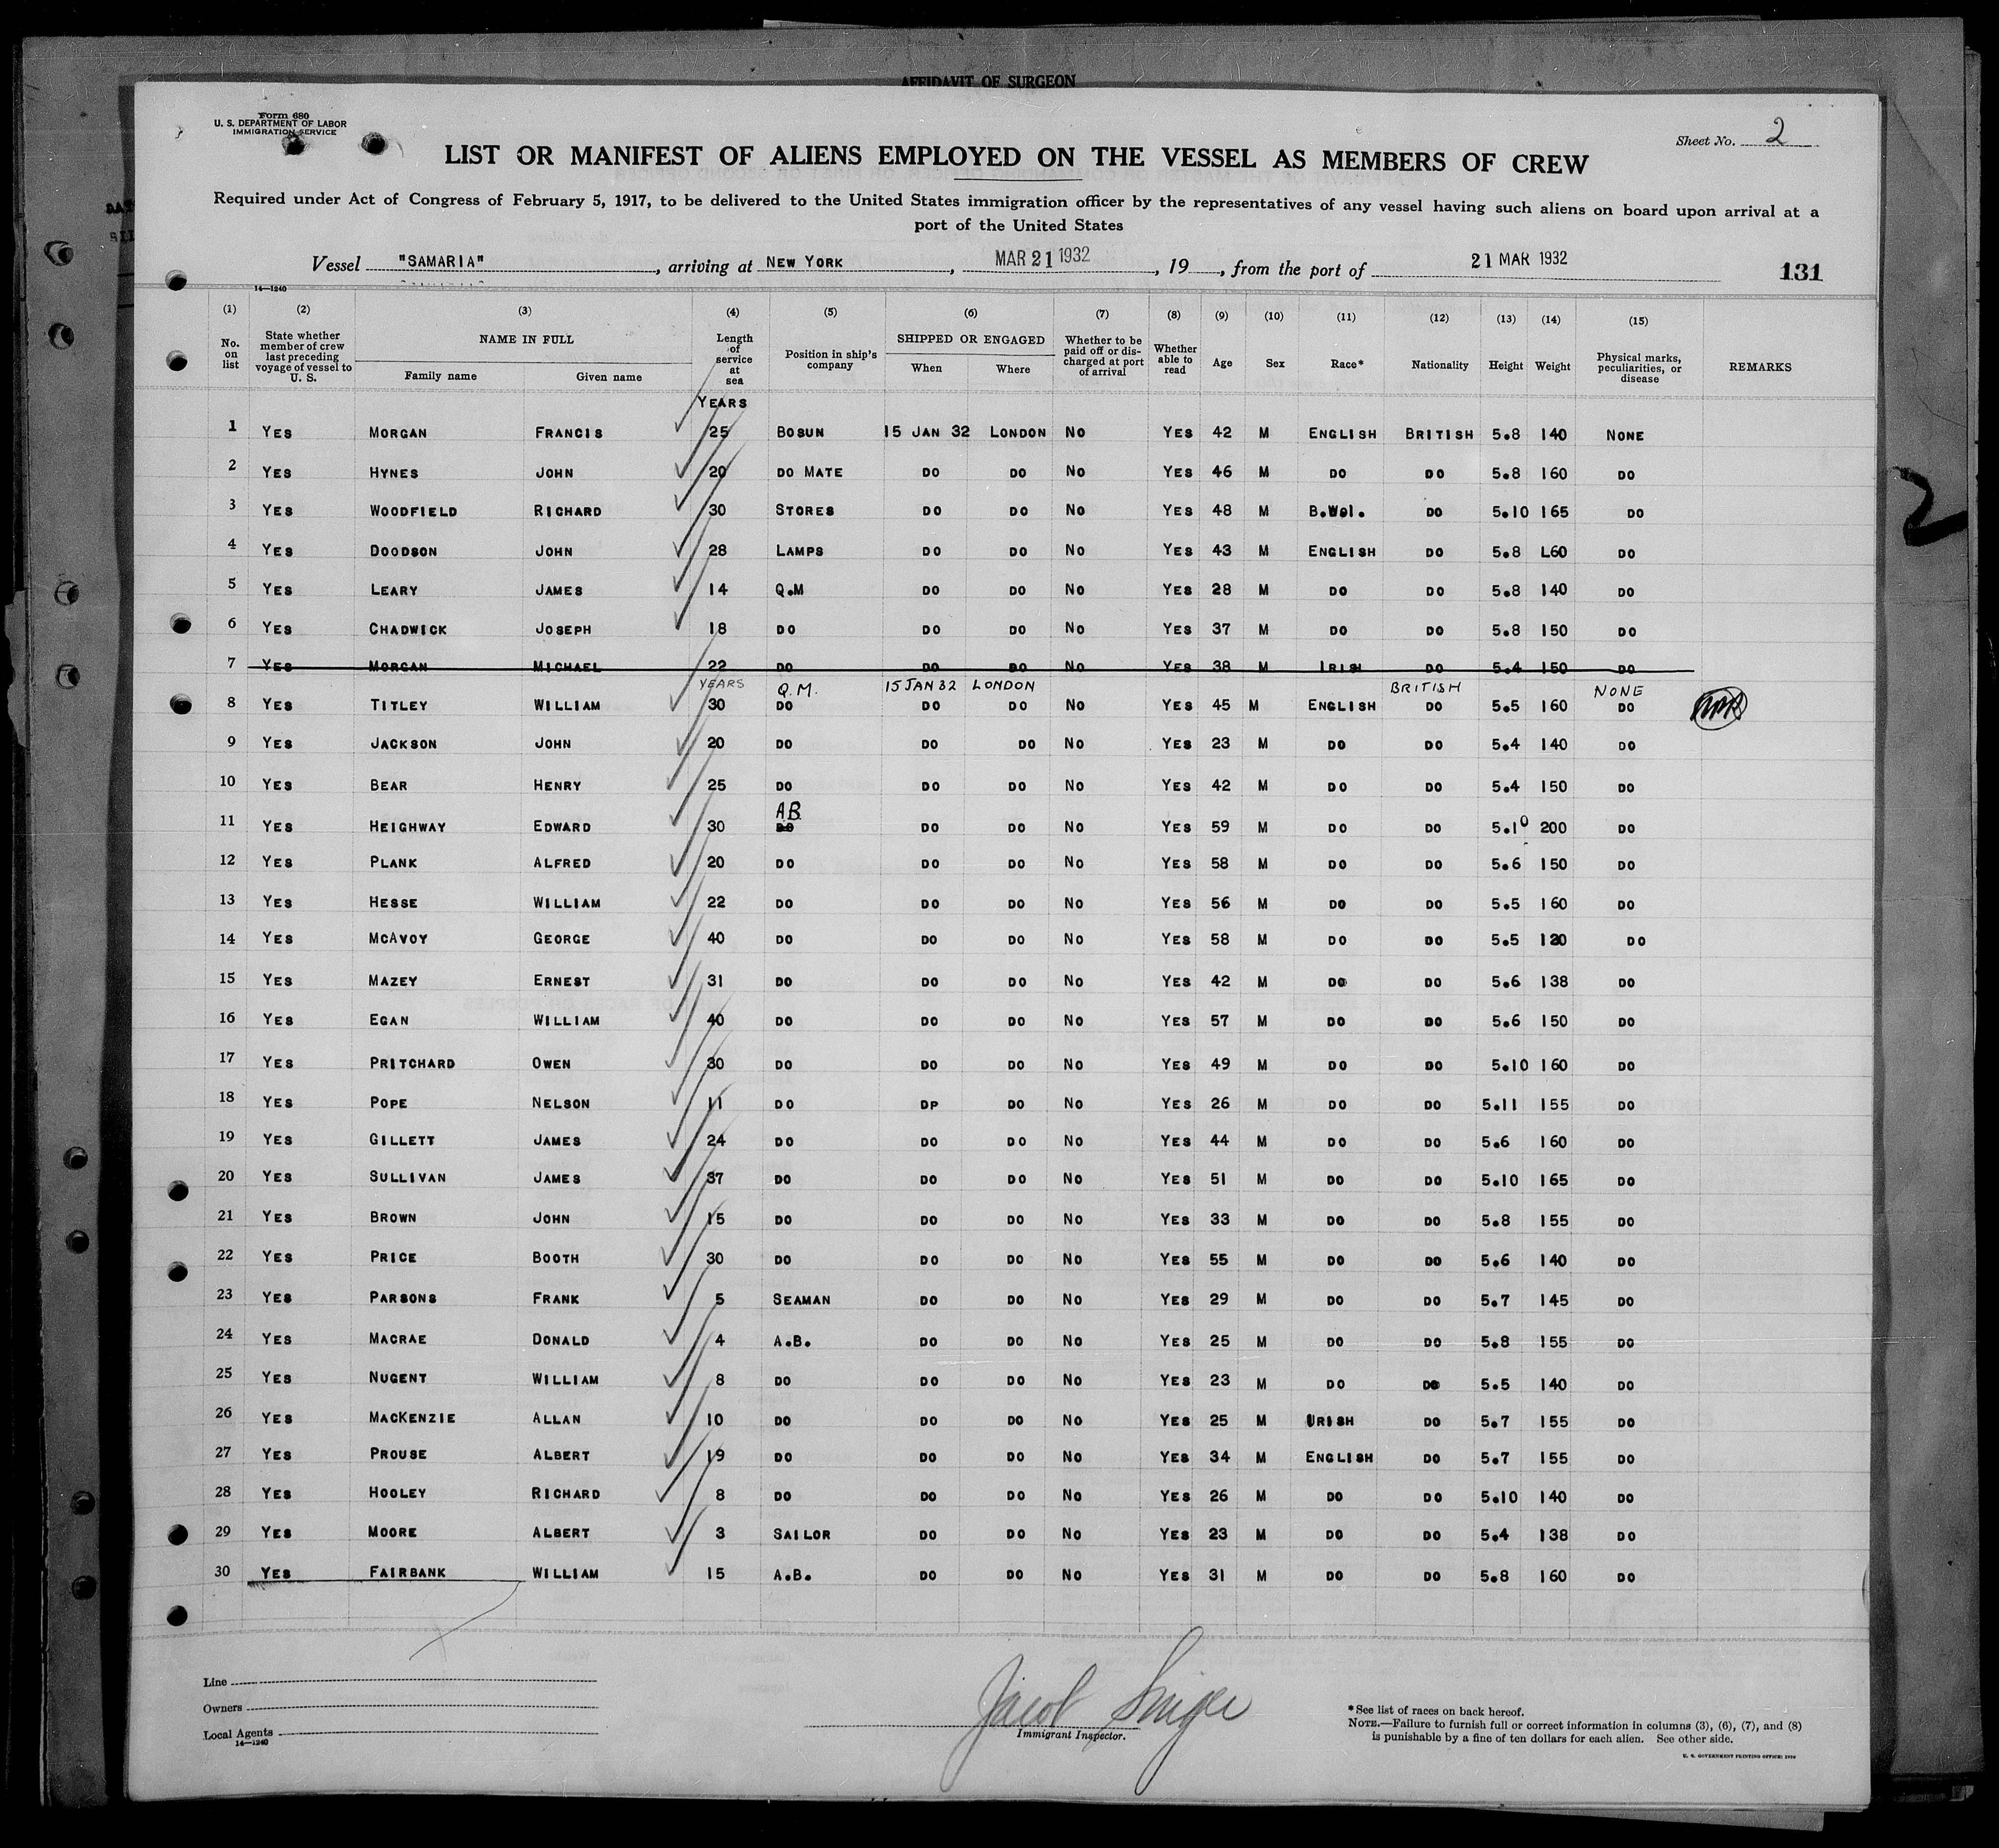 AFFIDAVIT OF SURGEON
Form 680
U. S. DEPARTMENT OF LABOR
IMMIGRATION SERVICE
Sheet No. 2
LIST OR MANIFEST OF ALIENS EMPLOYED ON THE VESSEL AS MEMBERS OF CREW
Required under Act of Congress of February 5, 1917, to be delivered to the United States immigration officer by the representatives of any vessel having such aliens on board upon arrival at a
port of the United States
Vessel "SAMARIA", arriving at NEW YORK, MAR 21 1932, 19, from the port of 21 MAR 1932 131
14—1240
(1) (2) (3) (4) (5) (6) (7) (8) (9) (10) (11) (12) (13) (14) (15)
No. on list State whether member of crew last preceding voyage of vessel to U. S. NAME IN FULL Family name Given name Length of service at sea Position in ship's company SHIPPED OR ENGAGED When Where Whether to be paid off or discharged at port of arrival Whether able to read Age Sex Race* Nationality Height Weight Physical marks, peculiarities, or disease REMARKS
YEARS
1 YES MORGAN FRANCIS 25 BOSUN 15 JAN 32 LONDON NO YES 42 M ENGLISH BRITISH 5.8 140 NONE
2 YES HYNES JOHN 20 DO MATE DO DO NO YES 46 M DO DO 5.8 160 DO
3 YES WOODFIELD RICHARD 30 STORES DO DO NO YES 48 M B.Wol. DO 5.10 165 DO
4 YES DOODSON JOHN 28 LAMPS DO DO NO YES 43 M ENGLISH DO 5.8 L60 DO
5 YES LEARY JAMES 14 Q.M DO DO NO YES 28 M DO DO 5.8 140 DO
6 YES CHADWICK JOSEPH 18 DO DO DO NO YES 37 M DO DO 5.8 150 DO
7 YES MORGAN MICHAEL 22 DO DO DO NO YES 38 M IRISH DO 5.4 150 DO
YEARS Q.M. 15 JAN 32 LONDON BRITISH NONE
8 YES TITLEY WILLIAM 30 DO DO DO NO YES 45 M ENGLISH DO 5.5 160 DO
9 YES JACKSON JOHN 20 DO DO DO NO YES 23 M DO DO 5.4 140 DO
10 YES BEAR HENRY 25 DO DO DO NO YES 42 M DO DO 5.4 150 DO
A.B.
11 YES HEIGHWAY EDWARD 30 DO DO DO NO YES 59 M DO DO 5.10 200 DO
12 YES PLANK ALFRED 20 DO DO DO NO YES 58 M DO DO 5.6 150 DO
13 YES HESSE WILLIAM 22 DO DO DO NO YES 56 M DO DO 5.5 160 DO
14 YES MCAVOY GEORGE 40 DO DO DO NO YES 58 M DO DO 5.5 120 DO
15 YES MAZEY ERNEST 31 DO DO DO NO YES 42 M DO DO 5.6 138 DO
16 YES EGAN WILLIAM 40 DO DO DO NO YES 57 M DO DO 5.6 150 DO
17 YES PRITCHARD OWEN 30 DO DO DO NO YES 49 M DO DO 5.10 160 DO
18 YES POPE NELSON 11 DO DP DO NO YES 26 M DO DO 5.11 155 DO
19 YES GILLETT JAMES 24 DO DO DO NO YES 44 M DO DO 5.6 160 DO
20 YES SULLIVAN JAMES 37 DO DO DO NO YES 51 M DO DO 5.10 165 DO
21 YES BROWN JOHN 15 DO DO DO NO YES 33 M DO DO 5.8 155 DO
22 YES PRICE BOOTH 30 DO DO DO NO YES 55 M DO DO 5.6 140 DO
23 YES PARSONS FRANK 5 SEAMAN DO DO NO YES 29 M DO DO 5.7 145 DO
24 YES MACRAE DONALD 4 A.B. DO DO NO YES 25 M DO DO 5.8 155 DO
25 YES NUGENT WILLIAM 8 DO DO DO NO YES 23 M DO DO 5.5 140 DO
26 YES MACKENZIE ALLAN 10 DO DO DO NO YES 25 M URISH DO 5.7 155 DO
27 YES PROUSE ALBERT 19 DO DO DO NO YES 34 M ENGLISH DO 5.7 155 DO
28 YES HOOLEY RICHARD 8 DO DO DO NO YES 26 M DO DO 5.10 140 DO
29 YES MOORE ALBERT 3 SAILOR DO DO NO YES 23 M DO DO 5.4 138 DO
30 YES FAIRBANK WILLIAM 15 A.B. DO DO NO YES 31 M DO DO 5.8 160 DO
Line
Owners
Local Agents
14—1240
Jacob
Immigrant Inspector.
*See list of races on back hereof.
NOTE.—Failure to furnish full or correct information in columns (3), (6), (7), and (8)
is punishable by a fine of ten dollars for each alien. See other side.
U. S. GOVERNMENT PRINTING OFFICE:
2